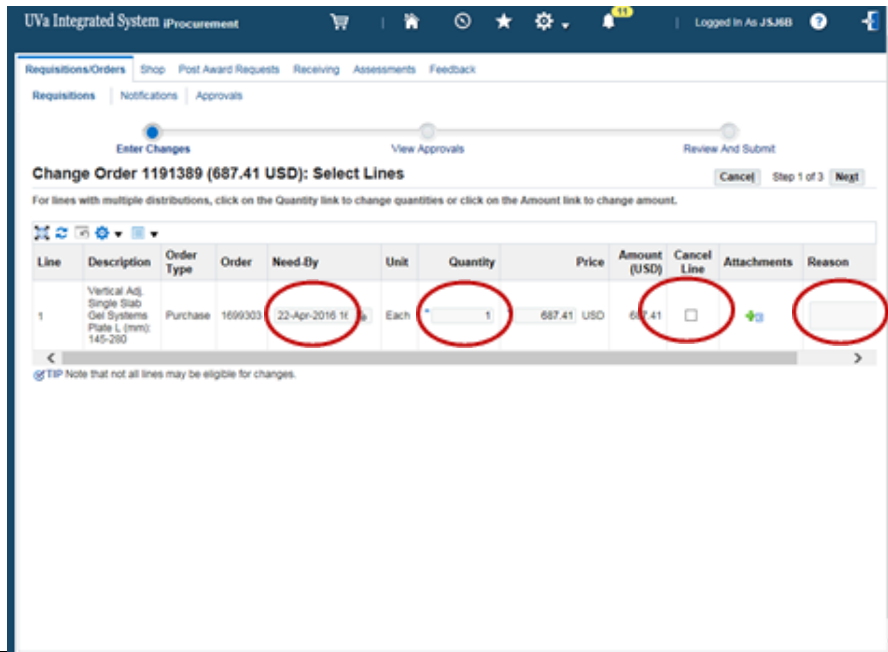 UVa Integrated System iProcurement 11 Logged In As JSJ6B ?
Requisitions/Orders Shop Post Award Requests Receiving Assessments Feedback
Requisitions Notifications Approvals
Enter Changes View Approvals Review And Submit
Change Order 1191389 (687.41 USD): Select Lines Cancel Step 1 of 3 Next
For lines with multiple distributions, click on the Quantity link to change quantities or click on the Amount link to change amount.
Line Description Order Type Order Need-By Unit Quantity Price Amount (USD) Cancel Line Attachments Reason
1 Vertical Adj. Single Slab Gel Systems Plate L (mm): 145-280 Purchase 1699303 22-Apr-2016 16 Each * 1 687.41 USD 687.41
TIP Note that not all lines may be eligible for changes.